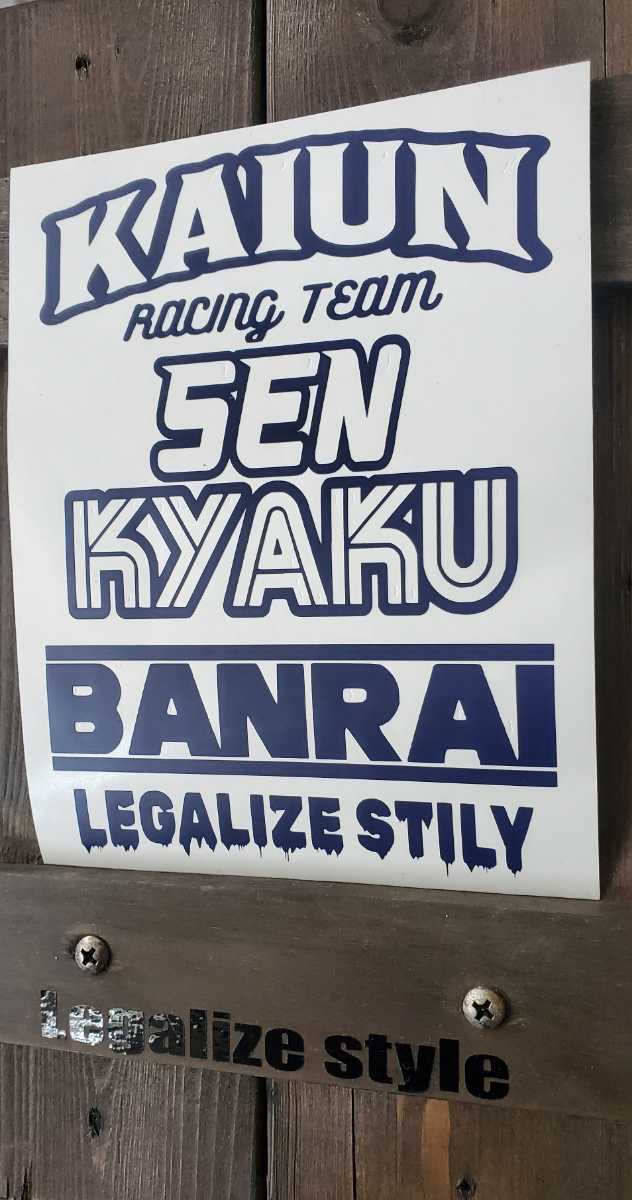 KAIUN
RACING TEAM
SEN
KYAKU
BANRAI
LEGALIZE STILY
Legalize style